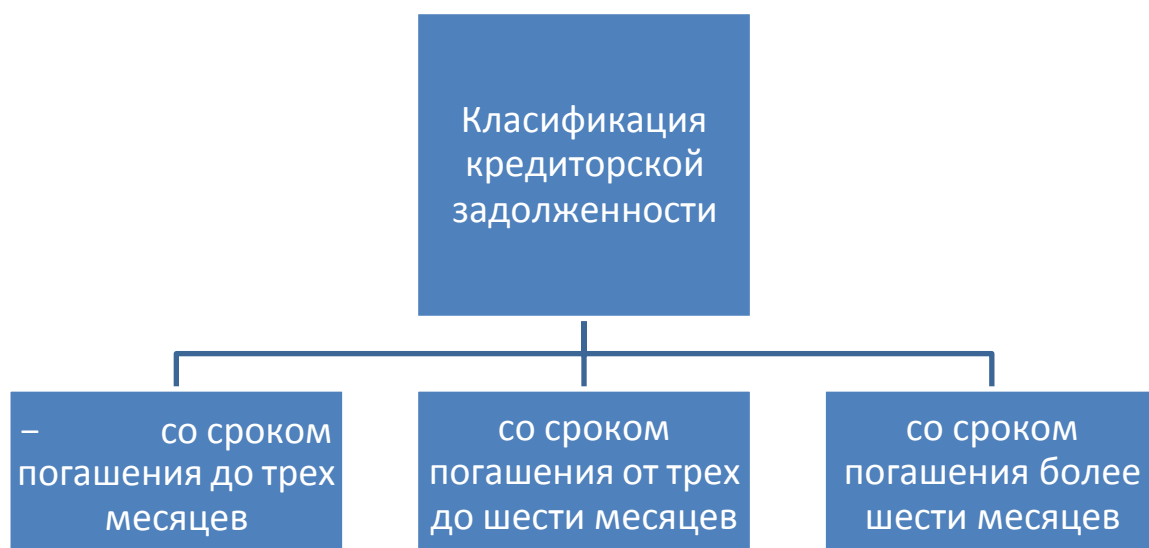 Класификация
кредиторской
задолженности
– со сроком
погашения до трех
месяцев
со сроком
погашения от трех
до шести месяцев
со сроком
погашения более
шести месяцев